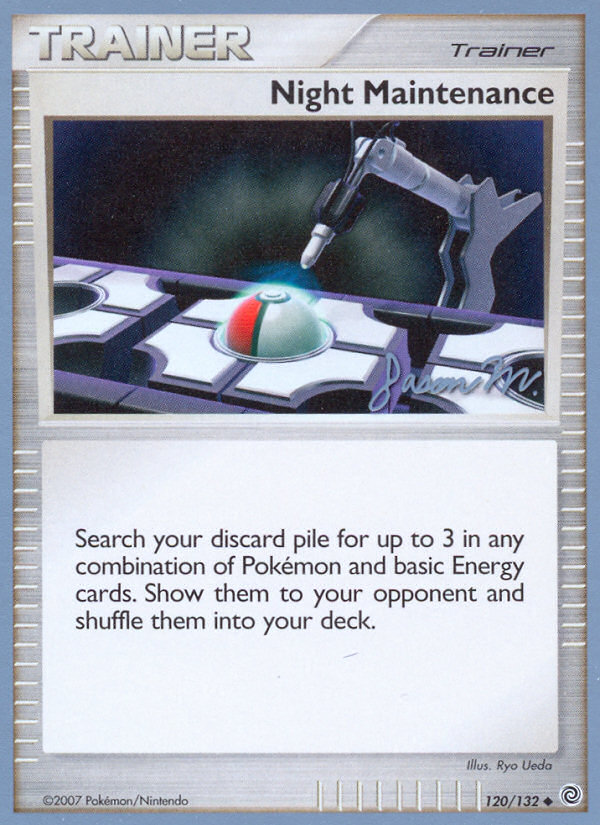 TRAINER
Trainer
Night Maintenance
Jason M.
Search your discard pile for up to 3 in any
combination of Pokémon and basic Energy
cards. Show them to your opponent and
shuffle them into your deck.
Illus. Ryo Ueda
©2007 Pokémon/Nintendo
120/132